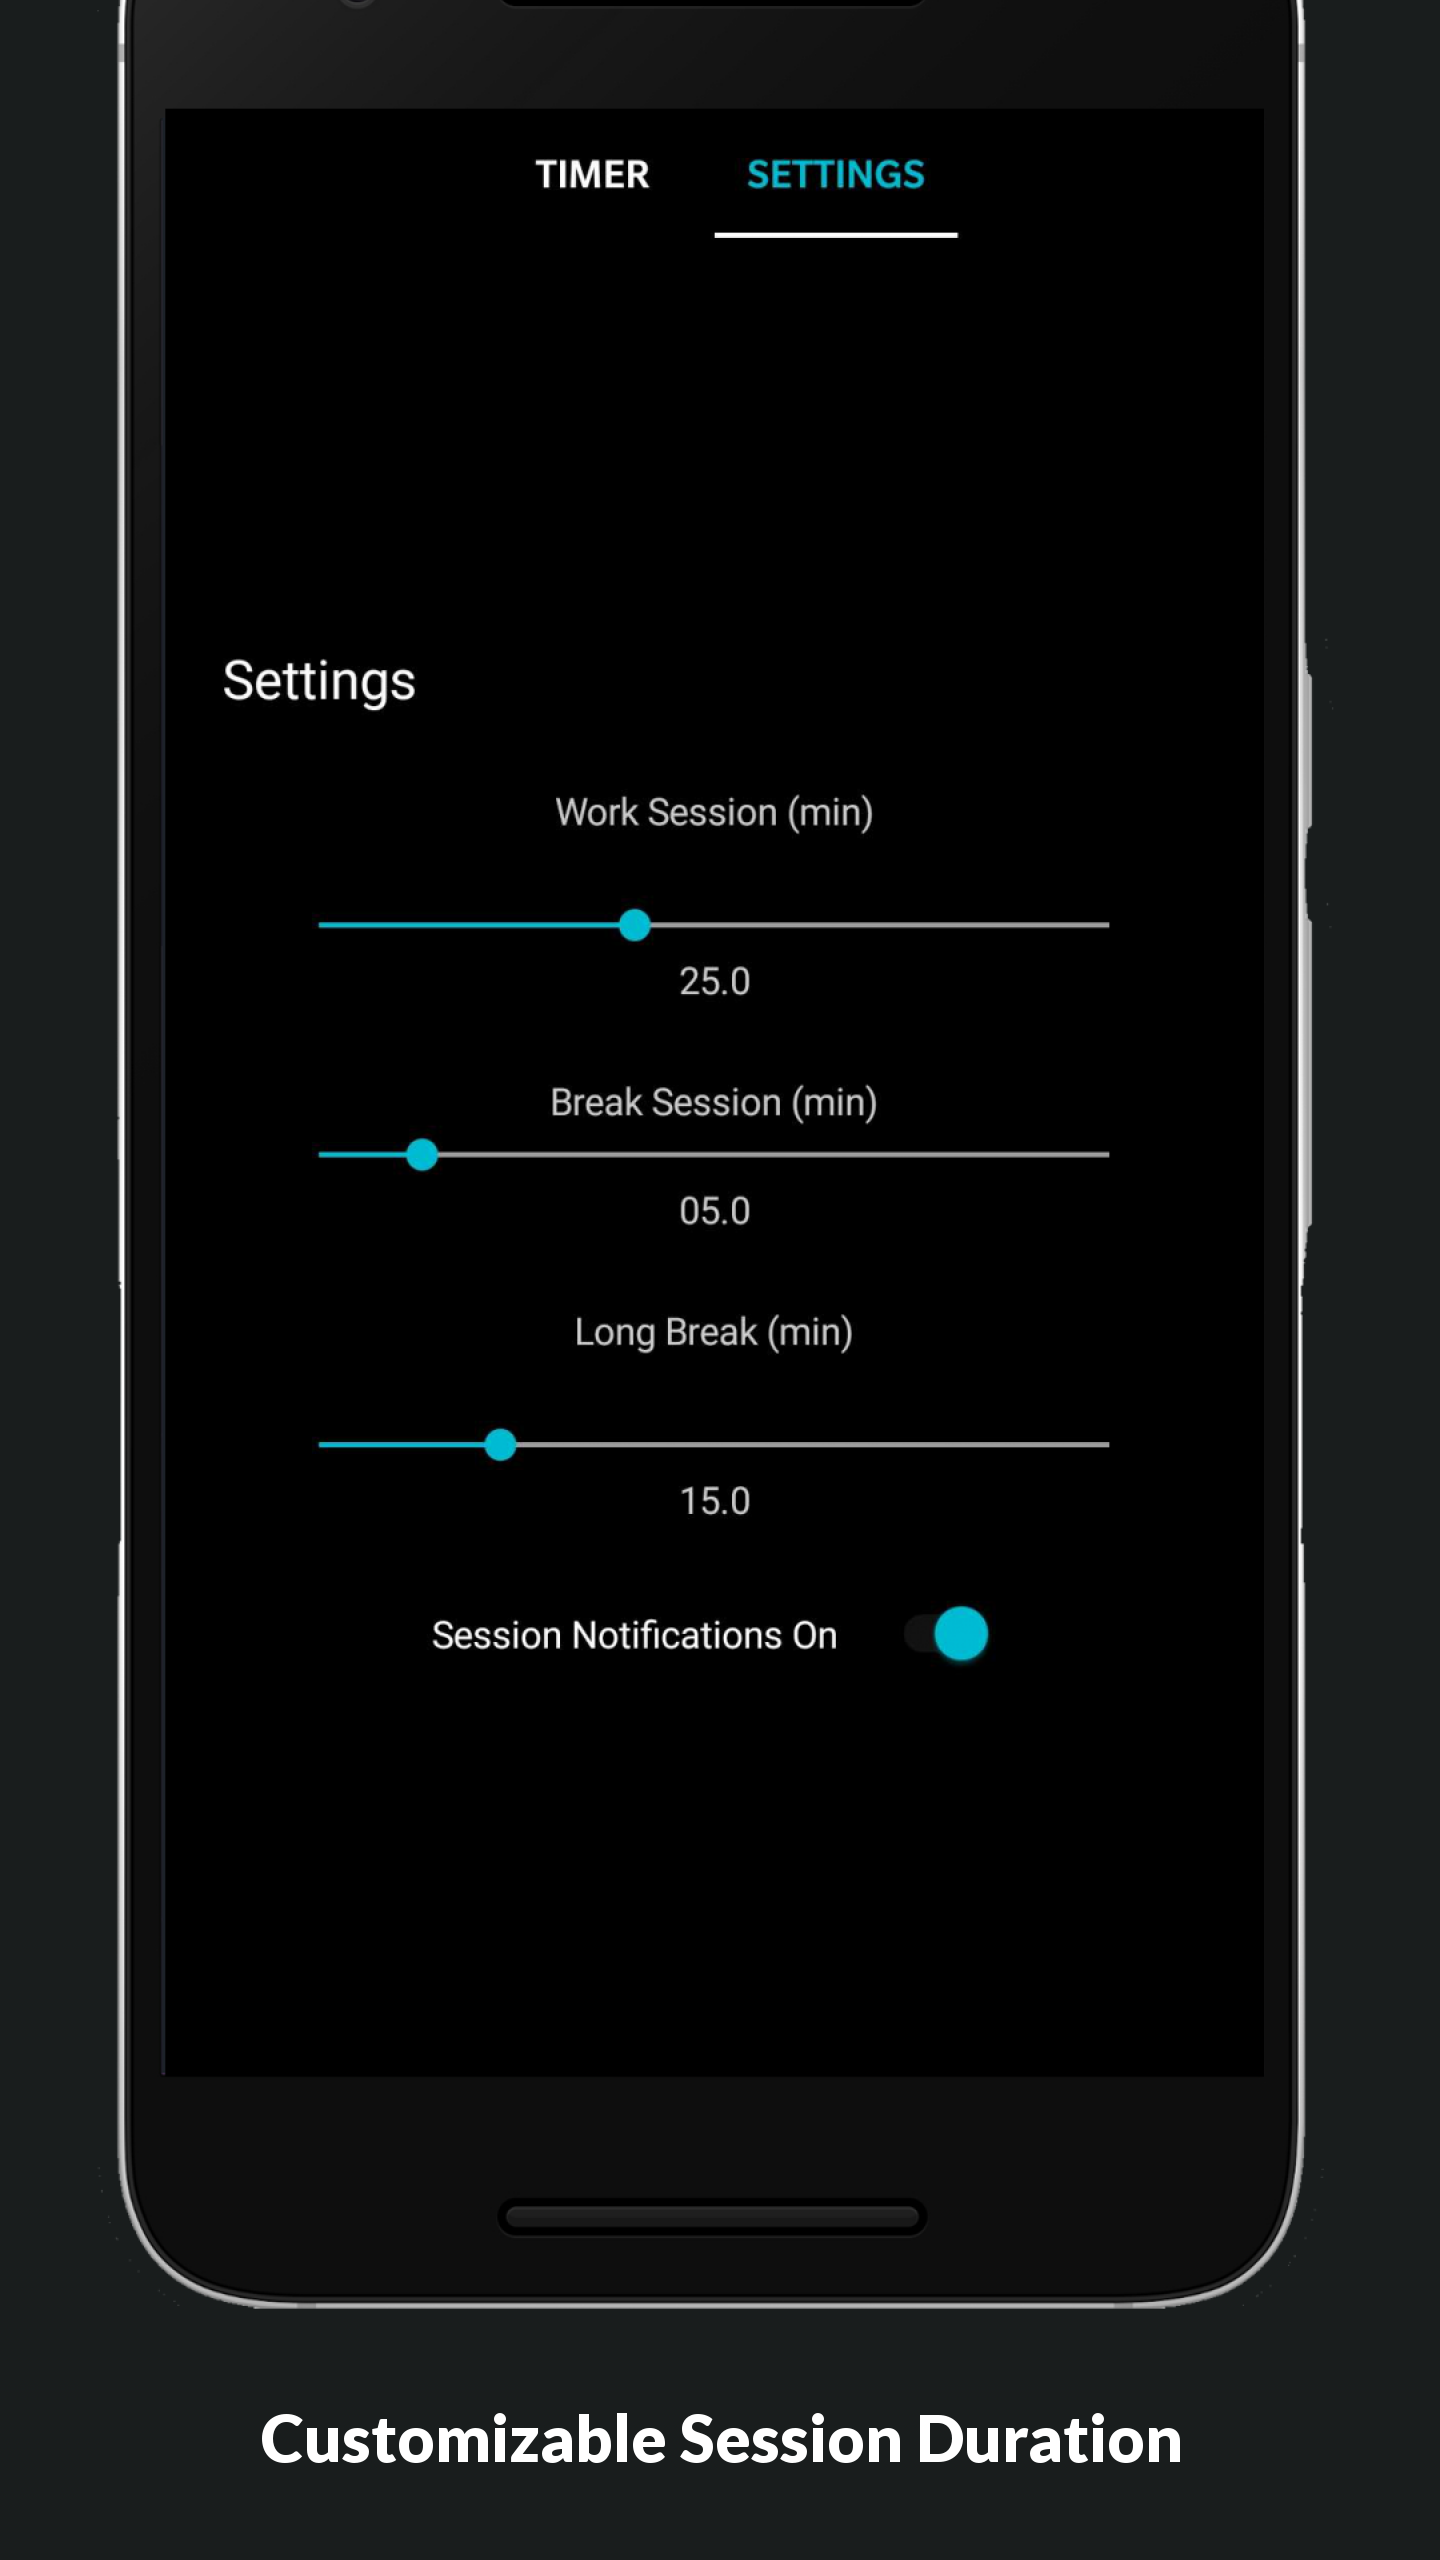 TIMER SETTINGS
Settings
Work Session (min)
25.0
Break Session (min)
05.0
Long Break (min)
15.0
Session Notifications On
Customizable Session Duration